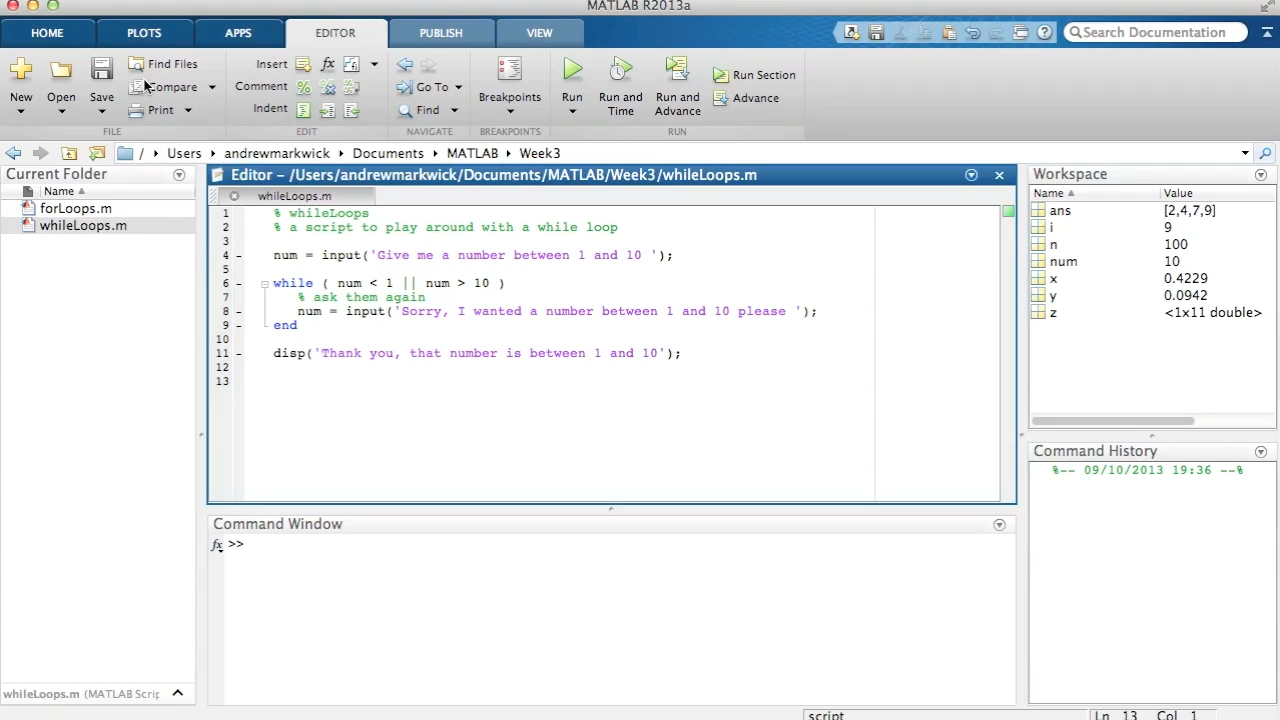 MATLAB R2013a
HOME PLOTS APPS EDITOR PUBLISH VIEW Search Documentation
New Open Save Find Files Compare Print
FILE
Insert fx
Comment
Indent
EDIT
Go To
Find
NAVIGATE
Breakpoints
BREAKPOINTS
Run Run and Time Run and Advance Run Section Advance
RUN
/ Users andrewmarkwick Documents MATLAB Week3
Current Folder
Name
forLoops.m
whileLoops.m
whileLoops.m (MATLAB Scrip
Editor – /Users/andrewmarkwick/Documents/MATLAB/Week3/whileLoops.m
whileLoops.m
1 % whileLoops
2 % a script to play around with a while loop
3
4 – num = input('Give me a number between 1 and 10 ');
5
6 – while ( num < 1 || num > 10 )
7 % ask them again
8 – num = input('Sorry, I wanted a number between 1 and 10 please ');
9 – end
10
11 – disp('Thank you, that number is between 1 and 10');
12
13
Command Window
fx >>
Workspace
Name Value
ans [2,4,7,9]
i 9
n 100
num 10
x 0.4229
y 0.0942
z <1x11 double>
Command History
%-- 09/10/2013 19:36 --%
script Ln 13 Col 1